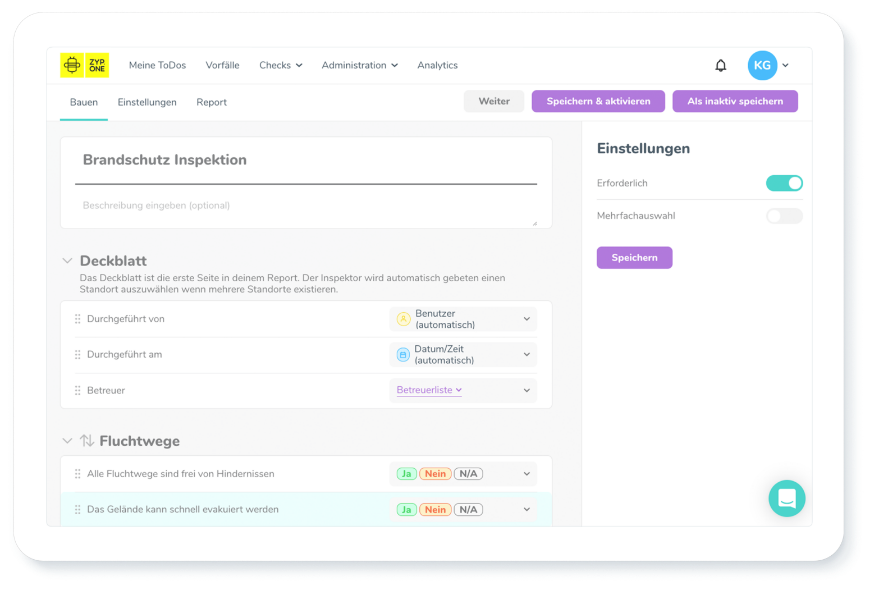 ZYP.
ONE
Meine ToDos Vorfälle Checks Administration Analytics
KG
Bauen Einstellungen Report
Weiter Speichern & aktivieren Als inaktiv speichern
Brandschutz Inspektion
Beschreibung eingeben (optional)
Einstellungen
Erforderlich
Mehrfachauswahl
Speichern
Deckblatt
Das Deckblatt ist die erste Seite in deinem Report. Der Inspektor wird automatisch gebeten einen
Standort auszuwählen wenn mehrere Standorte existieren.
Durchgeführt von
Benutzer
(automatisch)
Durchgeführt am
Datum/Zeit
(automatisch)
Betreuer
Betreuerliste
Fluchtwege
Alle Fluchtwege sind frei von Hindernissen
Ja Nein N/A
Das Gelände kann schnell evakuiert werden
Ja Nein N/A